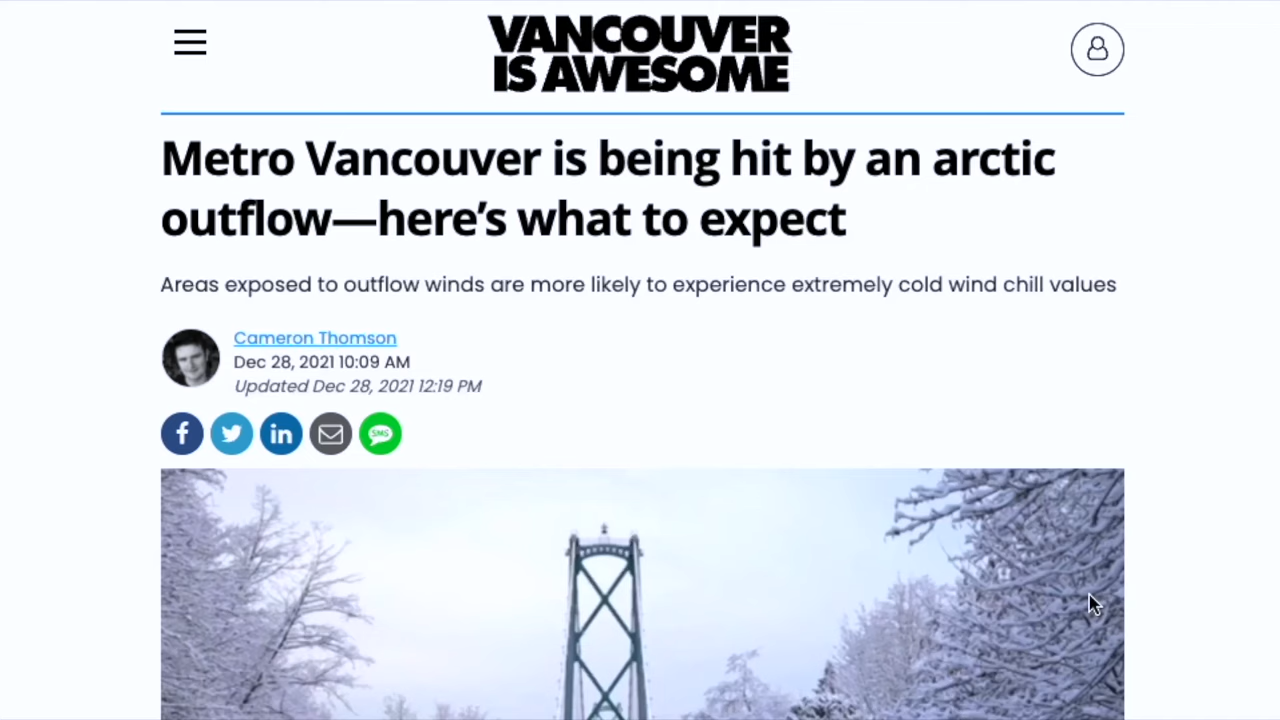 VANCOUVER
IS AWESOME
Metro Vancouver is being hit by an arctic
outflow—here’s what to expect
Areas exposed to outflow winds are more likely to experience extremely cold wind chill values
Cameron Thomson
Dec 28, 2021 10:09 AM
Updated Dec 28, 2021 12:19 PM
f
in
SMS